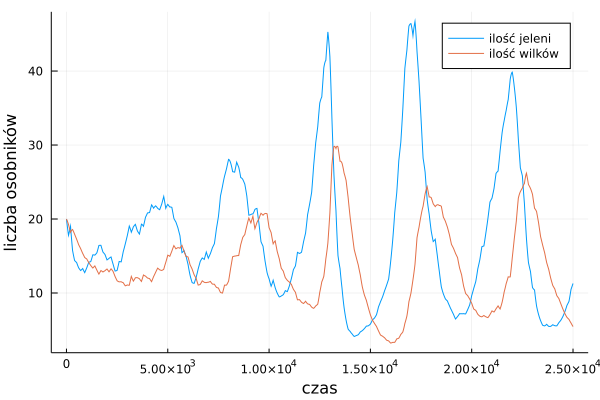 ilość jeleni
ilość wilków
liczba osobników
40
30
20
10
0 5.00×10³ 1.00×10⁴ 1.50×10⁴ 2.00×10⁴ 2.50×10⁴
czas